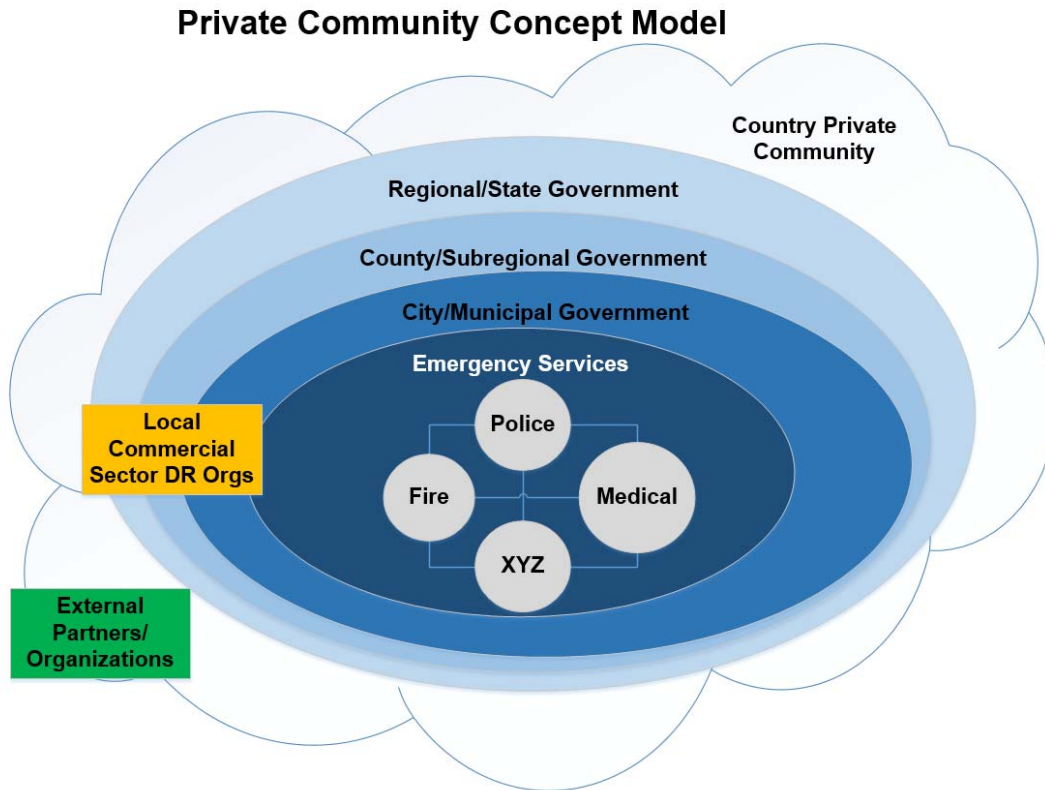 Private Community Concept Model
Country Private
Community
Regional/State Government
County/Subregional Government
City/Municipal Government
Emergency Services
Police
Local
Commercial
Sector DR Orgs
Fire
Medical
XYZ
External
Partners/
Organizations